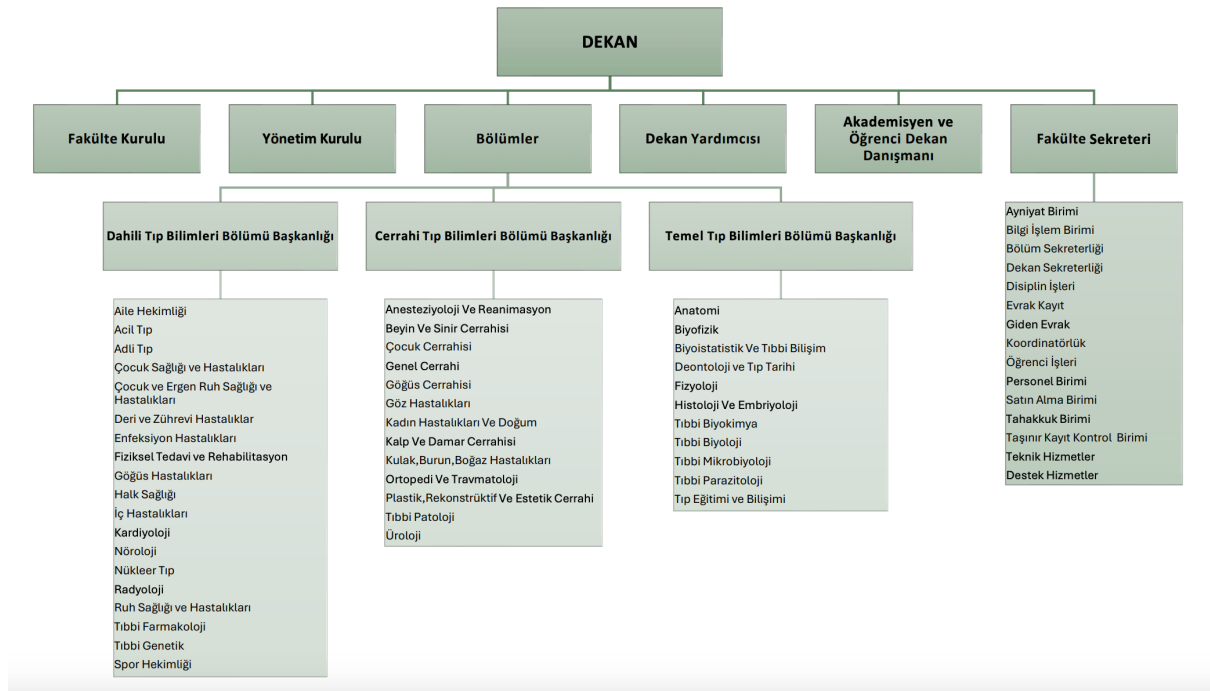 DEKAN
Fakülte Kurulu
Yönetim Kurulu
Bölümler
Dekan Yardımcısı
Akademisyen ve
Öğrenci Dekan
Danışmanı
Fakülte Sekreteri
Dahili Tıp Bilimleri Bölümü Başkanlığı
Aile Hekimliği
Acil Tıp
Adli Tıp
Çocuk Sağlığı ve Hastalıkları
Çocuk ve Ergen Ruh Sağlığı ve
Hastalıkları
Deri ve Zührevi Hastalıklar
Enfeksiyon Hastalıkları
Fiziksel Tedavi ve Rehabilitasyon
Göğüs Hastalıkları
Halk Sağlığı
İç Hastalıkları
Kardiyoloji
Nöroloji
Nükleer Tıp
Radyoloji
Ruh Sağlığı ve Hastalıkları
Tıbbi Farmakoloji
Tıbbi Genetik
Spor Hekimliği
Cerrahi Tıp Bilimleri Bölümü Başkanlığı
Anesteziyoloji Ve Reanimasyon
Beyin Ve Sinir Cerrahisi
Çocuk Cerrahisi
Genel Cerrahi
Göğüs Cerrahisi
Göz Hastalıkları
Kadın Hastalıkları Ve Doğum
Kalp Ve Damar Cerrahisi
Kulak,Burun,Boğaz Hastalıkları
Ortopedi Ve Travmatoloji
Plastik,Rekonstrüktif Ve Estetik Cerrahi
Tıbbi Patoloji
Üroloji
Temel Tıp Bilimleri Bölümü Başkanlığı
Anatomi
Biyofizik
Biyoistatistik Ve Tıbbi Bilişim
Deontoloji ve Tıp Tarihi
Fizyoloji
Histoloji Ve Embriyoloji
Tıbbi Biyokimya
Tıbbi Biyoloji
Tıbbi Mikrobiyoloji
Tıbbi Parazitoloji
Tıp Eğitimi ve Bilişimi
Ayniyat Birimi
Bilgi İşlem Birimi
Bölüm Sekreterliği
Dekan Sekreterliği
Disiplin İşleri
Evrak Kayıt
Giden Evrak
Koordinatörlük
Öğrenci İşleri
Personel Birimi
Satın Alma Birimi
Tahakkuk Birimi
Taşınır Kayıt Kontrol Birimi
Teknik Hizmetler
Destek Hizmetler